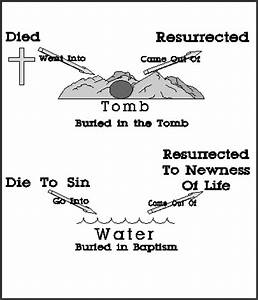 Died
Resurrected
Went Into
Came Out Of
Tomb
Buried in the Tomb
Resurrected
To Newness
Of Life
Die To Sin
Go Into
Came Out Of
Water
Buried in Baptism